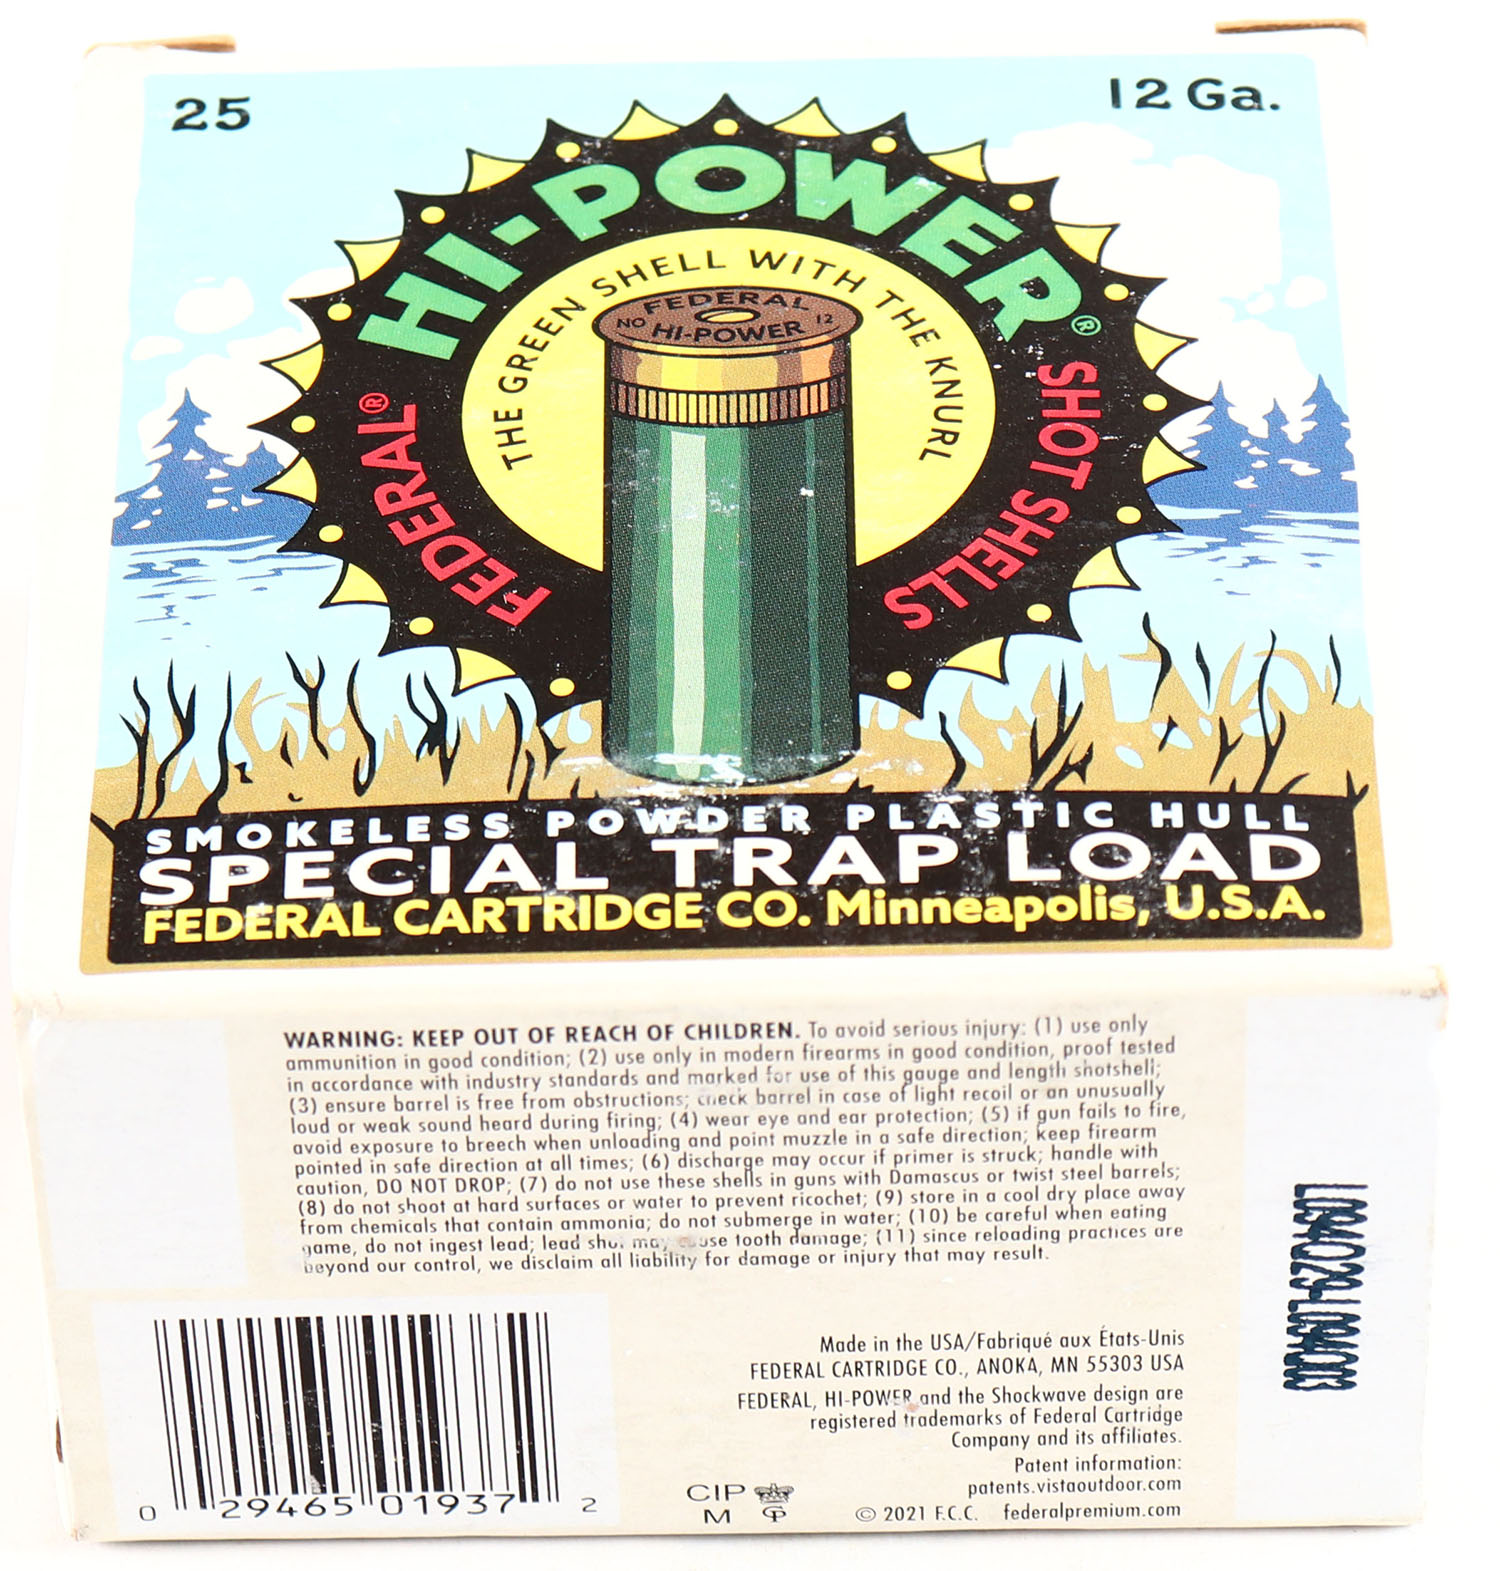 25
12 Ga.
HI-POWER®
FEDERAL®
SHOT SHELLS
THE GREEN SHELL WITH THE KNURL
FEDERAL
NO HI-POWER 12
SMOKELESS POWDER PLASTIC HULL
SPECIAL TRAP LOAD
FEDERAL CARTRIDGE CO. Minneapolis, U.S.A.
WARNING: KEEP OUT OF REACH OF CHILDREN. To avoid serious injury: (1) use only
ammunition in good condition; (2) use only in modern firearms in good condition, proof tested
in accordance with industry standards and marked for use of this gauge and length shotshell;
(3) ensure barrel is free from obstructions; check barrel in case of light recoil or an unusually
loud or weak sound heard during firing; (4) wear eye and ear protection; (5) if gun fails to fire,
avoid exposure to breech when unloading and point muzzle in a safe direction; keep firearm
pointed in safe direction at all times; (6) discharge may occur if primer is struck; handle with
caution, DO NOT DROP; (7) do not use these shells in guns with Damascus or twist steel barrels;
(8) do not shoot at hard surfaces or water to prevent ricochet; (9) store in a cool dry place away
from chemicals that contain ammonia; do not submerge in water; (10) be careful when eating
game, do not ingest lead; lead shot may cause tooth damage; (11) since reloading practices are
beyond our control, we disclaim all liability for damage or injury that may result.
Made in the USA/Fabriqué aux États-Unis
FEDERAL CARTRIDGE CO., ANOKA, MN 55303 USA
FEDERAL, HI-POWER and the Shockwave design are
registered trademarks of Federal Cartridge
Company and its affiliates.
Patent information:
patents.vistaoutdoor.com
© 2021 F.C.C. federalpremium.com
CIP
M
0 29465 01937 2